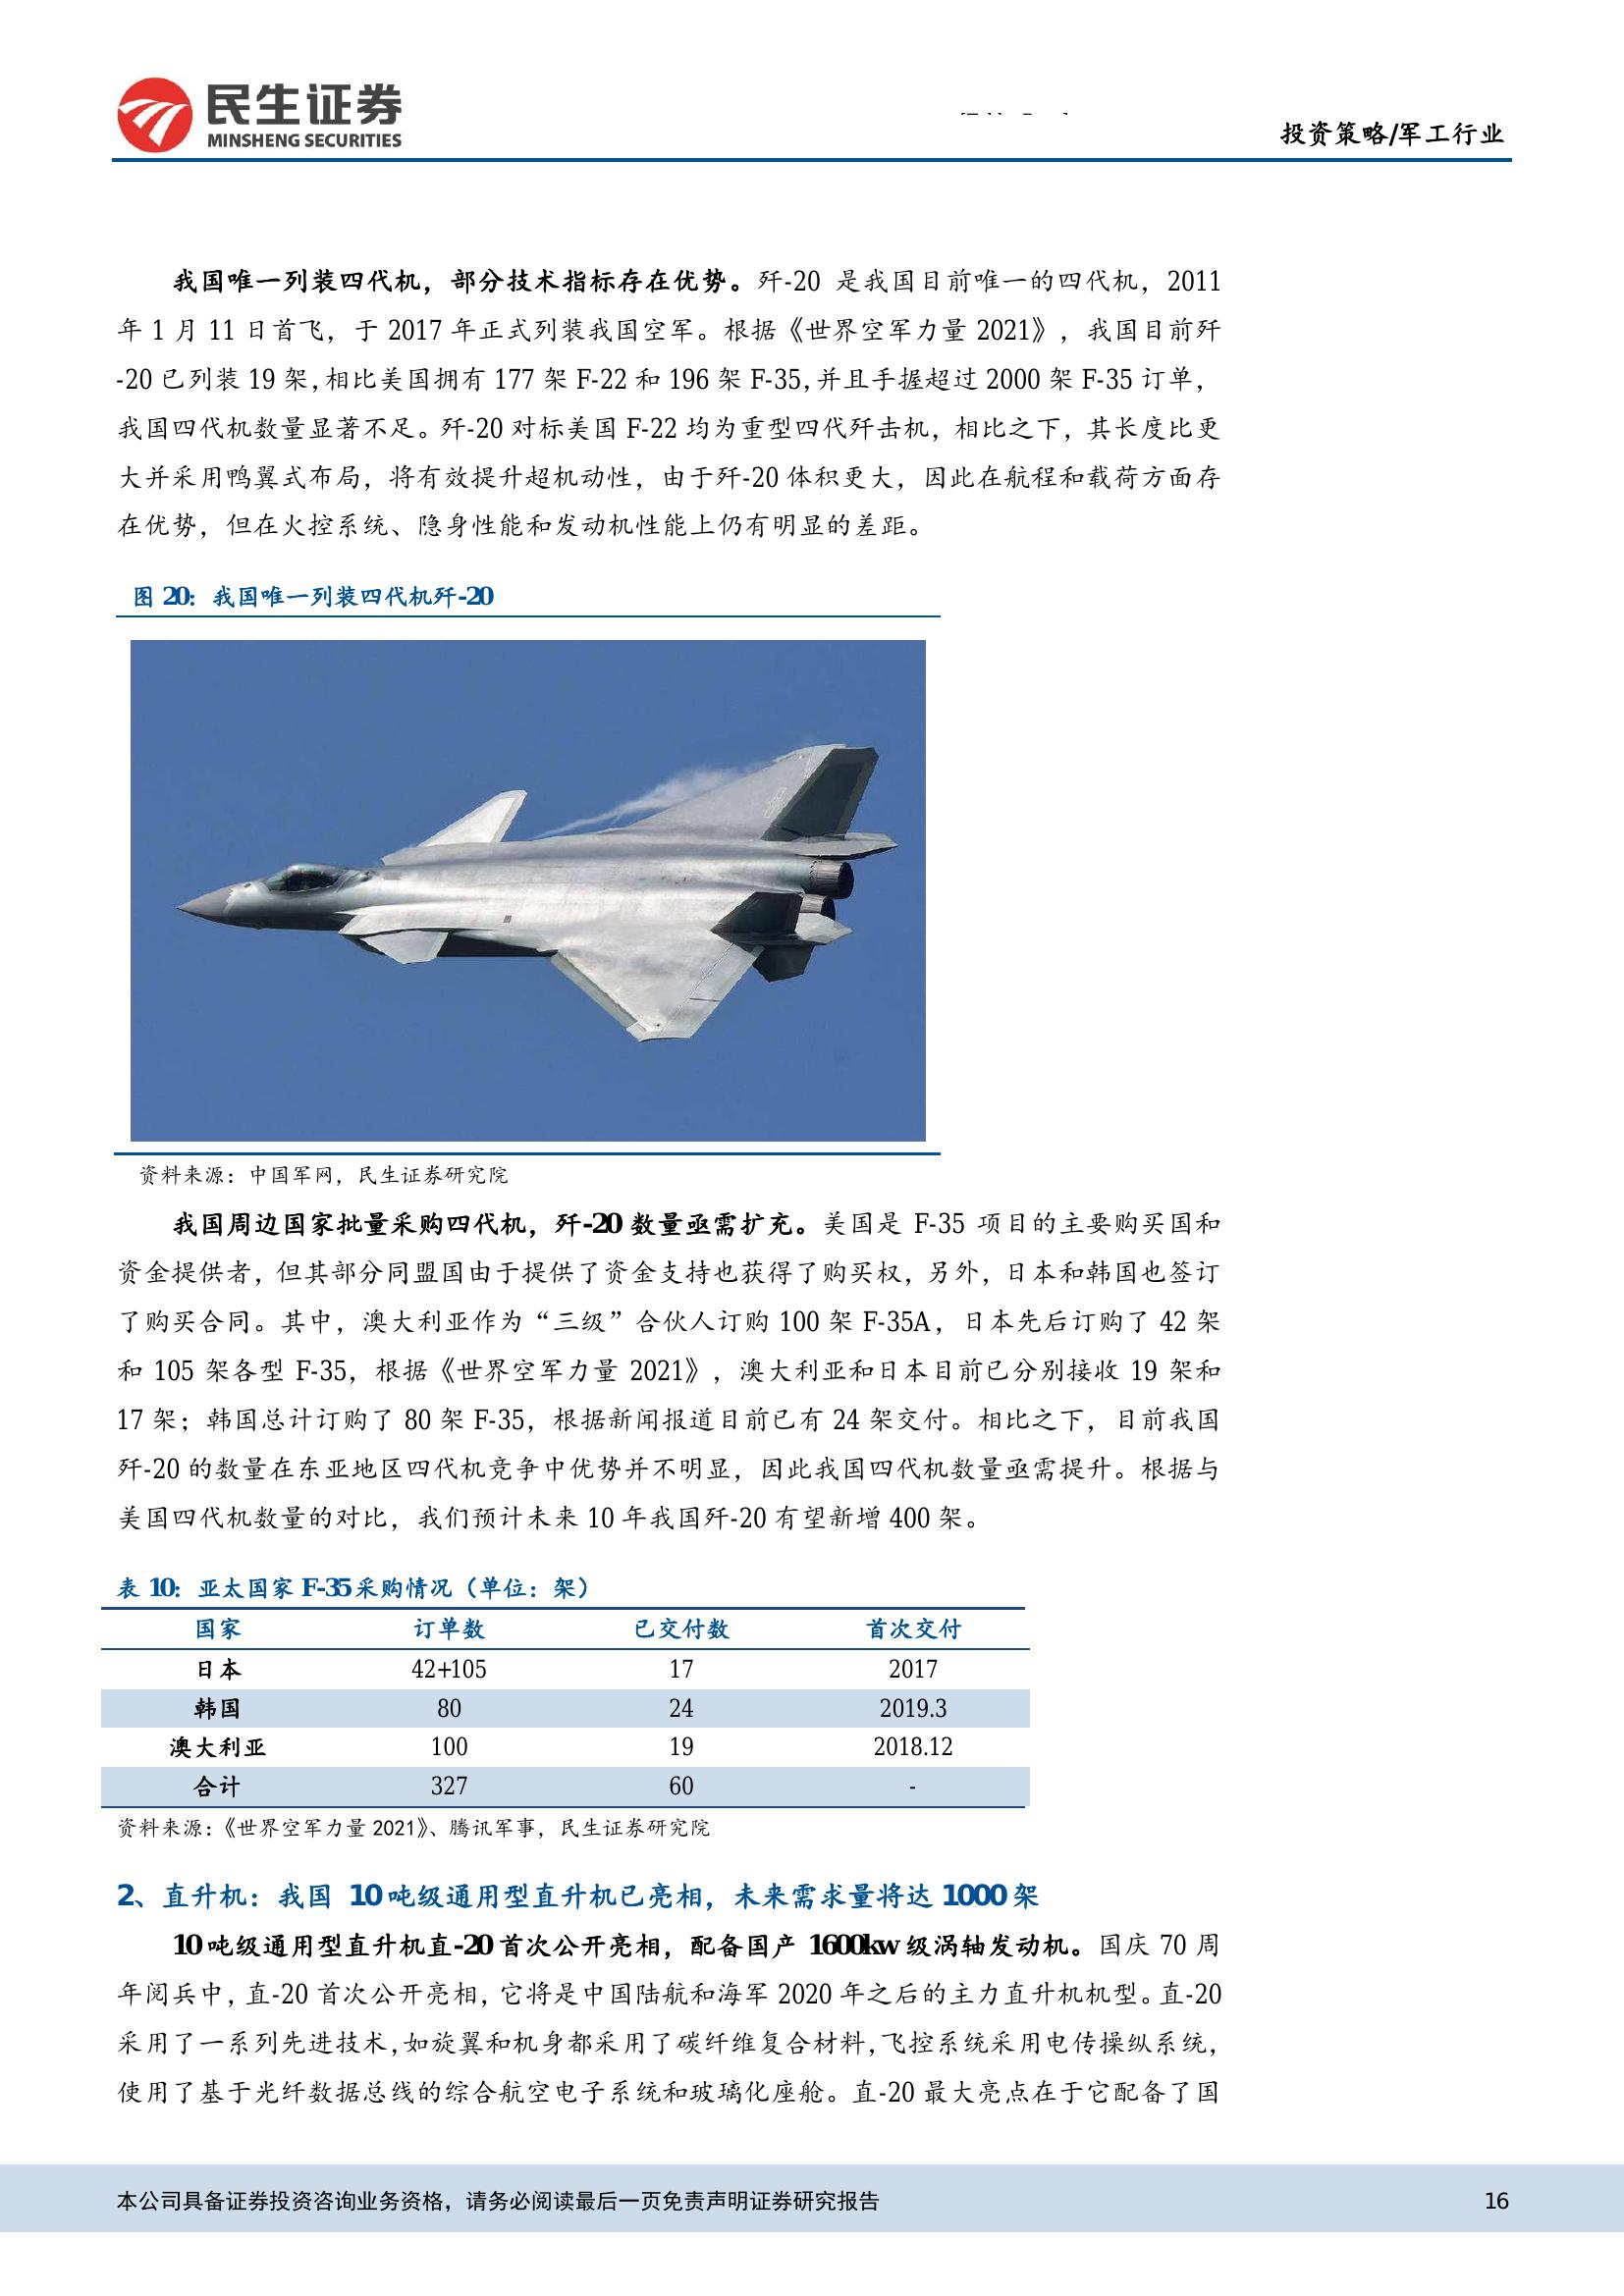 民生证券
MINSHENG SECURITIES
投资策略/军工行业
我国唯一列装四代机，部分技术指标存在优势。歼-20 是我国目前唯一的四代机，2011
年 1 月 11 日首飞，于 2017 年正式列装我国空军。根据《世界空军力量 2021》，我国目前歼
-20 已列装 19 架，相比美国拥有 177 架 F-22 和 196 架 F-35，并且手握超过 2000 架 F-35 订单，
我国四代机数量显著不足。歼-20 对标美国 F-22 均为重型四代歼击机，相比之下，其长度比更
大并采用鸭翼式布局，将有效提升超机动性，由于歼-20 体积更大，因此在航程和载荷方面存
在优势，但在火控系统、隐身性能和发动机性能上仍有明显的差距。
图 20：我国唯一列装四代机歼-20
资料来源：中国军网，民生证券研究院
我国周边国家批量采购四代机，歼-20 数量亟需扩充。美国是 F-35 项目的主要购买国和
资金提供者，但其部分同盟国由于提供了资金支持也获得了购买权，另外，日本和韩国也签订
了购买合同。其中，澳大利亚作为“三级”合伙人订购 100 架 F-35A，日本先后订购了 42 架
和 105 架各型 F-35，根据《世界空军力量 2021》，澳大利亚和日本目前已分别接收 19 架和
17 架；韩国总计订购了 80 架 F-35，根据新闻报道目前已有 24 架交付。相比之下，目前我国
歼-20 的数量在东亚地区四代机竞争中优势并不明显，因此我国四代机数量亟需提升。根据与
美国四代机数量的对比，我们预计未来 10 年我国歼-20 有望新增 400 架。
表 10：亚太国家 F-35 采购情况（单位：架）
国家 订单数 已交付数 首次交付
日本 42+105 17 2017
韩国 80 24 2019.3
澳大利亚 100 19 2018.12
合计 327 60 -
资料来源：《世界空军力量 2021》、腾讯军事，民生证券研究院
2、直升机：我国 10 吨级通用型直升机已亮相，未来需求量将达 1000 架
10 吨级通用型直升机直-20 首次公开亮相，配备国产 1600kw 级涡轴发动机。国庆 70 周
年阅兵中，直-20 首次公开亮相，它将是中国陆航和海军 2020 年之后的主力直升机机型。直-20
采用了一系列先进技术，如旋翼和机身都采用了碳纤维复合材料，飞控系统采用电传操纵系统，
使用了基于光纤数据总线的综合航空电子系统和玻璃化座舱。直-20 最大亮点在于它配备了国
本公司具备证券投资咨询业务资格，请务必阅读最后一页免责声明证券研究报告 16